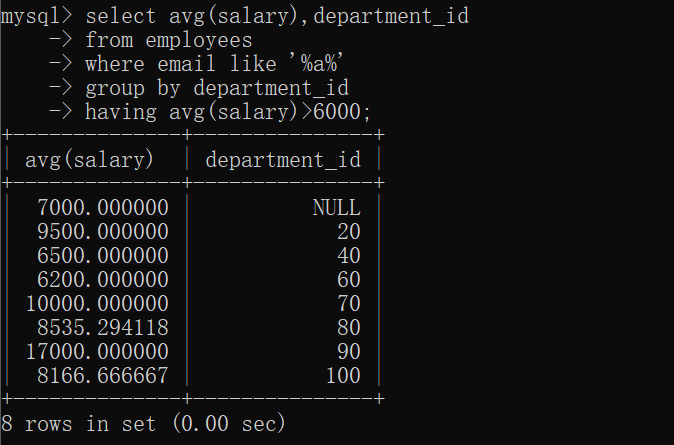 mysql> select avg(salary),department_id
    -> from employees
    -> where email like '%a%'
    -> group by department_id
    -> having avg(salary)>6000;
+--------------+---------------+
| avg(salary)  | department_id |
+--------------+---------------+
|  7000.000000 |          NULL |
|  9500.000000 |            20 |
|  6500.000000 |            40 |
|  6200.000000 |            60 |
| 10000.000000 |            70 |
|  8535.294118 |            80 |
| 17000.000000 |            90 |
|  8166.666667 |           100 |
+--------------+---------------+
8 rows in set (0.00 sec)